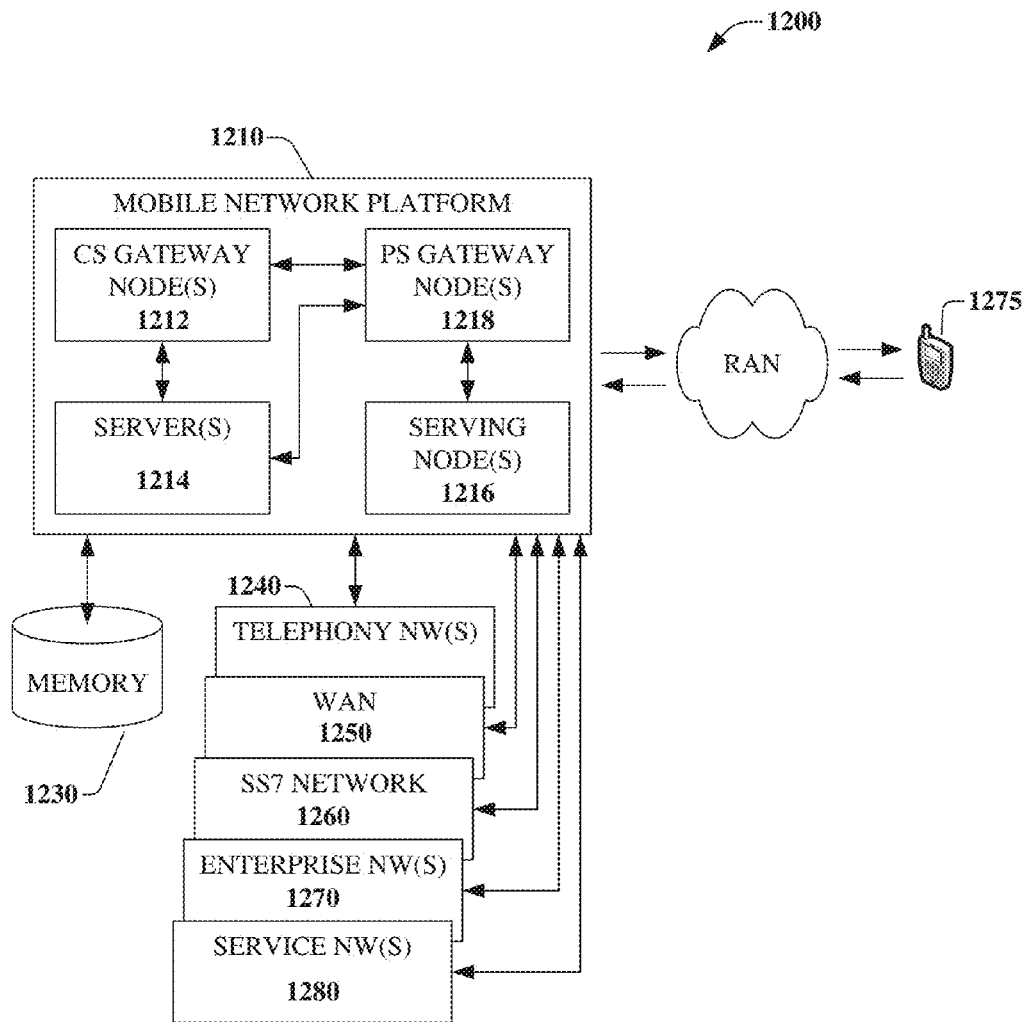 1200
1210
MOBILE NETWORK PLATFORM
CS GATEWAY
NODE(S)
1212
PS GATEWAY
NODE(S)
1218
SERVER(S)
1214
SERVING
NODE(S)
1216
RAN
1275
MEMORY
1230
1240
TELEPHONY NW(S)
WAN
1250
SS7 NETWORK
1260
ENTERPRISE NW(S)
1270
SERVICE NW(S)
1280